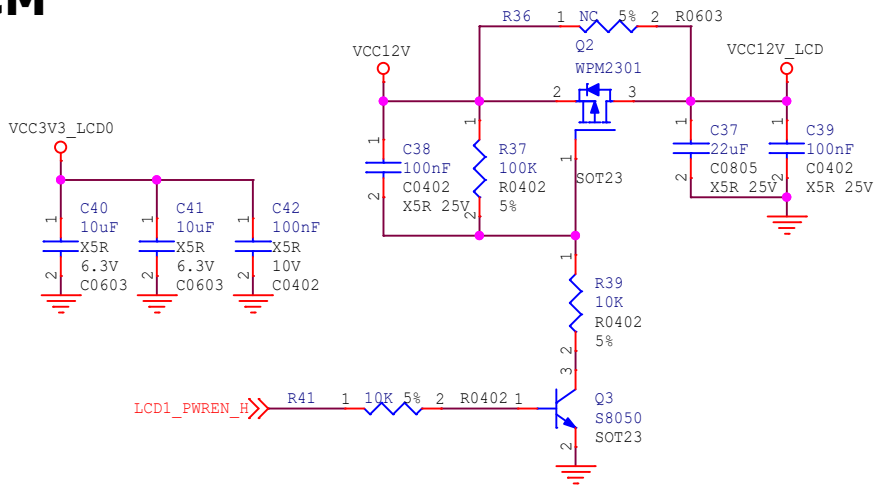 R36 1 NC 5% 2 R0603
Q2
WPM2301
VCC12V
VCC12V_LCD
2 3
VCC3V3_LCD0
1 C38
100nF
C0402
2 X5R 25V
1 R37
100K
R0402
2 5%
1
SOT23
1 C37
22uF
C0805
2 X5R 25V
1 C39
100nF
C0402
2 X5R 25V
1 C40
10uF
X5R
6.3V
2 C0603
1 C41
10uF
X5R
6.3V
2 C0603
1 C42
100nF
X5R
10V
2 C0402
1 R39
10K
R0402
2 5%
LCD1_PWREN_H R41 1 10K 5% 2 R0402 1
3 Q3
S8050
2 SOT23